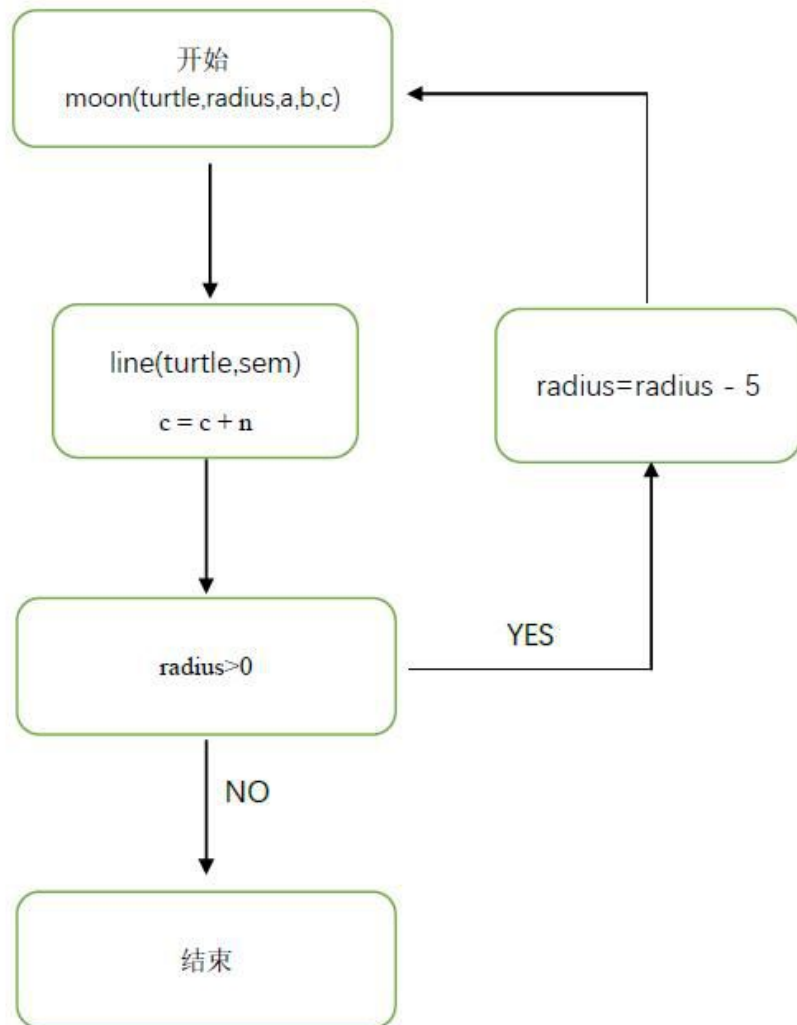 开始
moon(turtle,radius,a,b,c)
line(turtle,sem)
c = c + n
radius=radius - 5
radius>0
YES
NO
结束